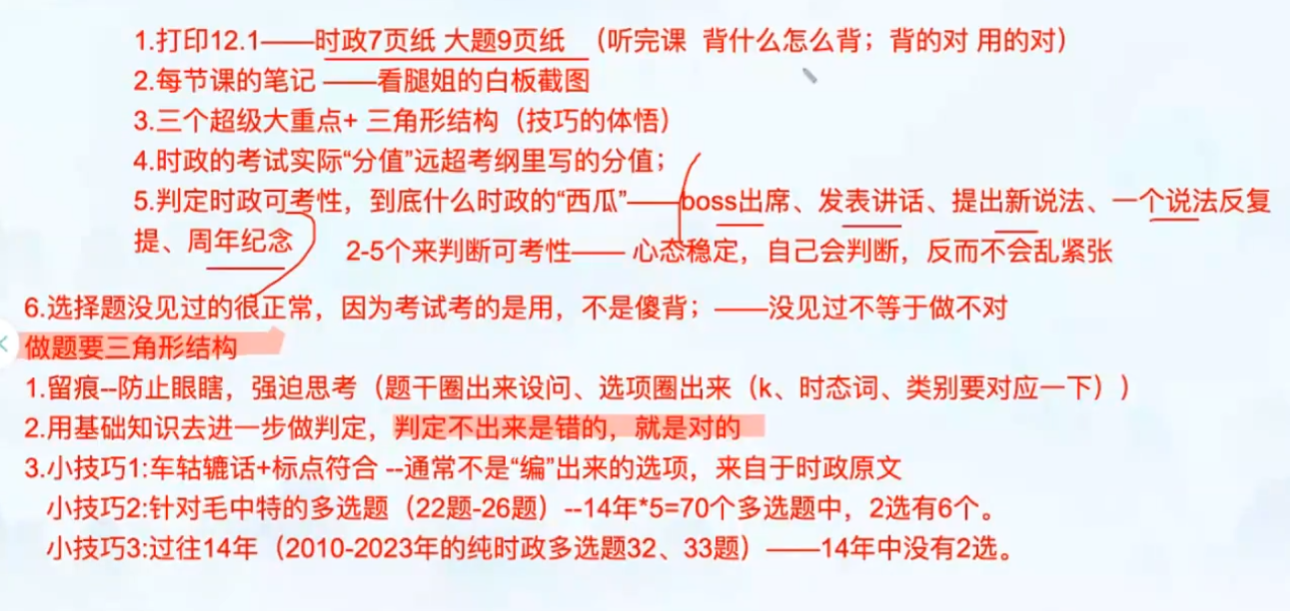 1.打印12.1——时政7页纸 大题9页纸 （听完课 背什么怎么背；背的对 用的对）
2.每节课的笔记 ——看腿姐的白板截图
3.三个超级大重点+ 三角形结构（技巧的体悟）
4.时政的考试实际“分值”远超考纲里写的分值；
5.判定时政可考性，到底什么时政的“西瓜”——boss出席、发表讲话、提出新说法、一个说法反复
提、周年纪念 2-5个来判断可考性—— 心态稳定，自己会判断，反而不会乱紧张
6.选择题没见过的很正常，因为考试考的是用，不是傻背；——没见过不等于做不对
做题要三角形结构
1.留痕--防止眼瞎，强迫思考（题干圈出来设问、选项圈出来（k、时态词、类别要对应一下））
2.用基础知识去进一步做判定，判定不出来是错的，就是对的
3.小技巧1:车轱辘话+标点符合 --通常不是“编”出来的选项，来自于时政原文
小技巧2:针对毛中特的多选题（22题-26题）--14年*5=70个多选题中，2选有6个。
小技巧3:过往14年（2010-2023年的纯时政多选题32、33题）——14年中没有2选。